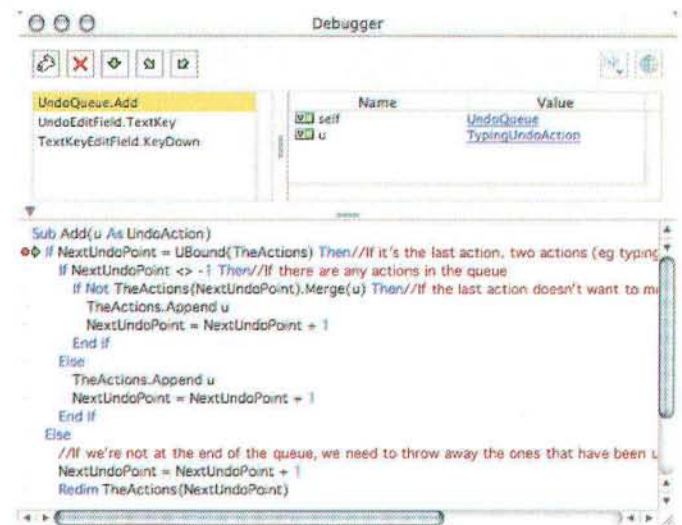 Debugger
UndoQueue.Add
UndoEditField.TextKey
TextKeyEditField.KeyDown
Name Value
self UndoQueue
u TypingUndoAction
Sub Add(u As UndoAction)
If NextUndoPoint = UBound(TheActions) Then//If it's the last action, two actions (eg typing
If NextUndoPoint <> -1 Then//If there are any actions in the queue
If Not TheActions(NextUndoPoint).Merge(u) Then//If the last action doesn't want to m
TheActions.Append u
NextUndoPoint = NextUndoPoint + 1
End If
Else
TheActions.Append u
NextUndoPoint = NextUndoPoint + 1
End If
Else
//If we're not at the end of the queue, we need to throw away the ones that have been u
NextUndoPoint = NextUndoPoint + 1
Redim TheActions(NextUndoPoint)